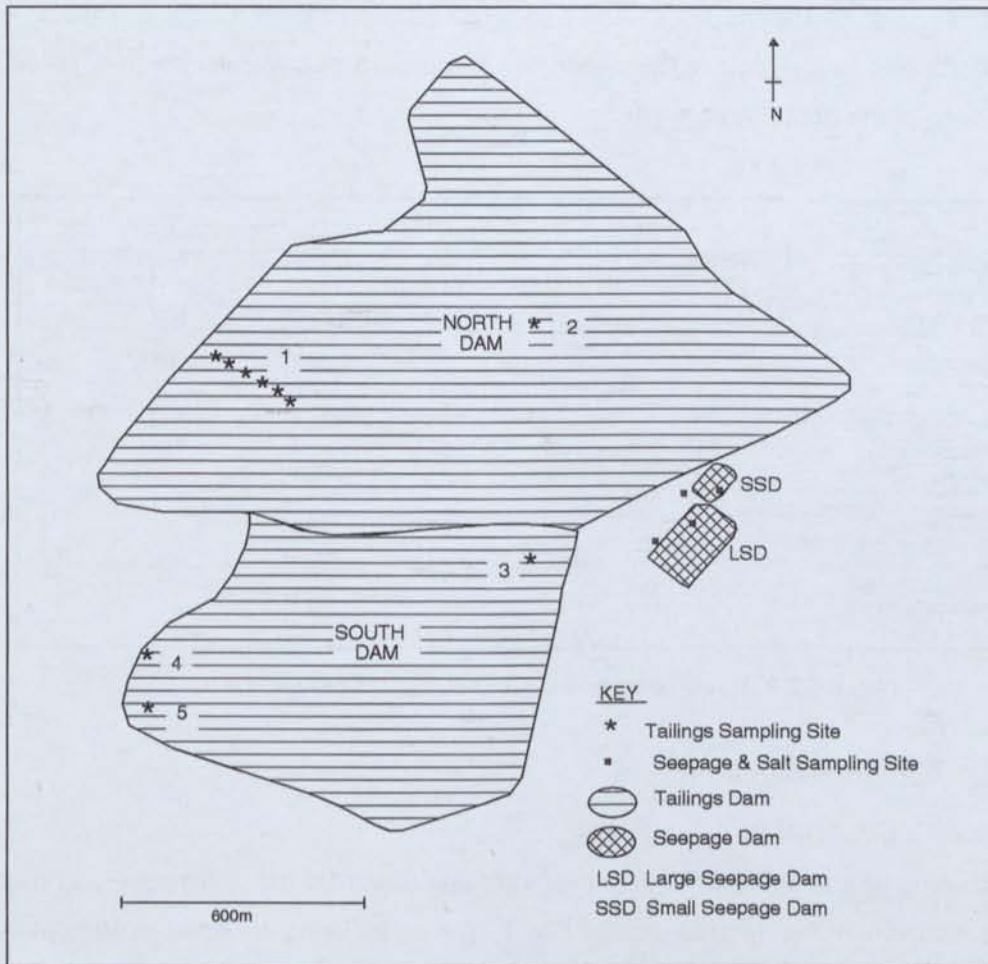 N
NORTH
DAM
2
1
SSD
LSD
3
SOUTH
DAM
4
5
KEY
* Tailings Sampling Site
Seepage & Salt Sampling Site
Tailings Dam
Seepage Dam
LSD Large Seepage Dam
SSD Small Seepage Dam
600m